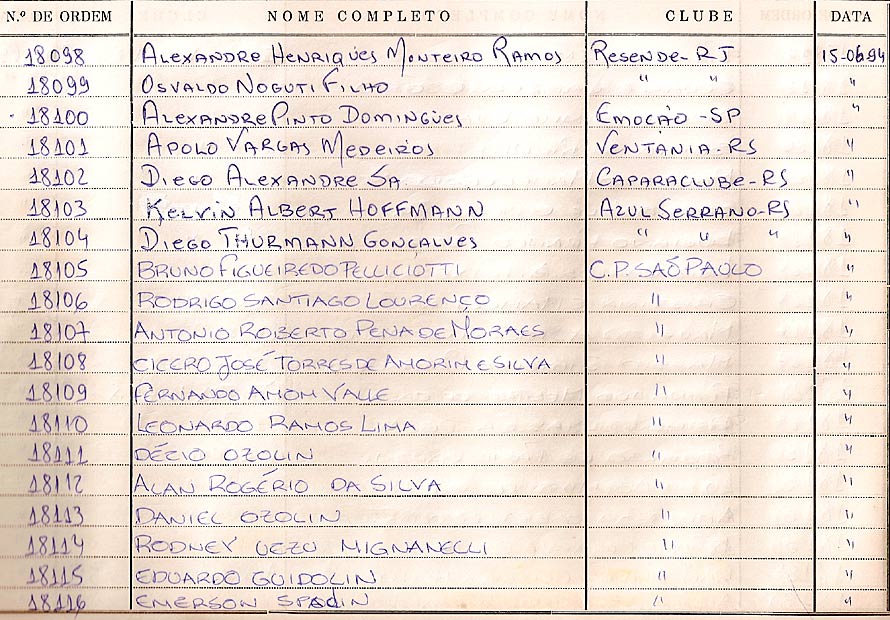 N.º DE ORDEM NOME COMPLETO CLUBE DATA
18098 ALEXANDRE HENRIQUES MONTEIRO RAMOS RESENDE-RJ 15-06-94
18099 OSVALDO NOGUTI FILHO " " "
18100 ALEXANDRE PINTO DOMINGUES EMOCÃO-SP "
18101 APOLO VARGAS MEDEIROS VENTANIA-RS "
18102 DIEGO ALEXANDRE SA CAPARACLUBE-RS "
18103 KELVIN ALBERT HOFFMANN AZUL SERRANO-RS "
18104 DIEGO THURMANN GONÇALVES " " " "
18105 BRUNO FIGUEIREDO PELLICIOTTI C.P. SAÕ PAULO "
18106 RODRIGO SANTIAGO LOURENÇO " "
18107 ANTONIO ROBERTO PENA DE MORAES " "
18108 CICERO JOSÉ TORRES DE AMORIM E SILVA " "
18109 FERNANDO AMOM VALLE " "
18110 LEONARDO RAMOS LIMA " "
18111 DÉZIO OZOLIN " "
18112 ALAN ROGÉRIO DA SILVA " "
18113 DANIEL OZOLIN " "
18114 RODNEY UEZU MIGNANELLI " "
18115 EDUARDO GUIDOLIN " "
18116 EMERSON " "